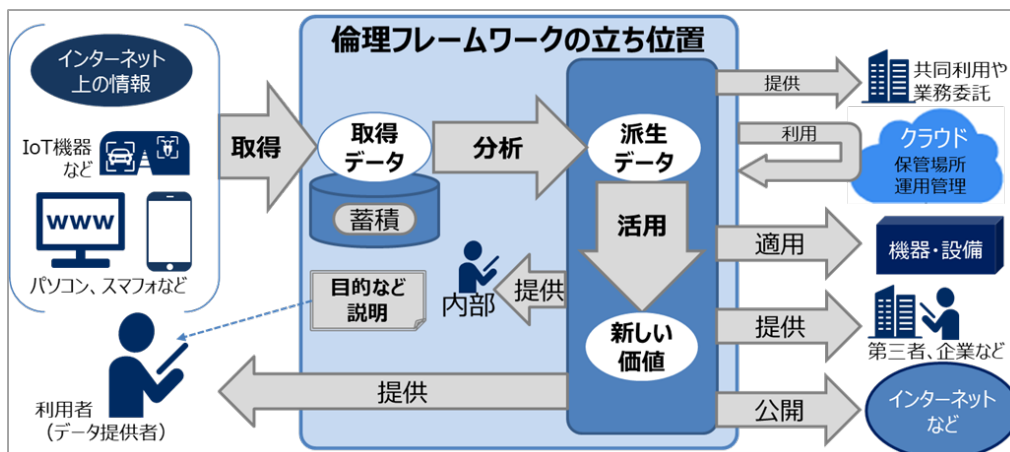 倫理フレームワークの立ち位置
インターネット
上の情報
IoT機器
など
www
パソコン、スマフォなど
取得
取得
データ
蓄積
分析
派生
データ
活用
新しい
価値
目的など
説明
内部
提供
提供
利用者
(データ提供者)
提供
共同利用や
業務委託
利用
クラウド
保管場所
運用管理
適用
機器・設備
提供
第三者、企業など
公開
インターネット
など